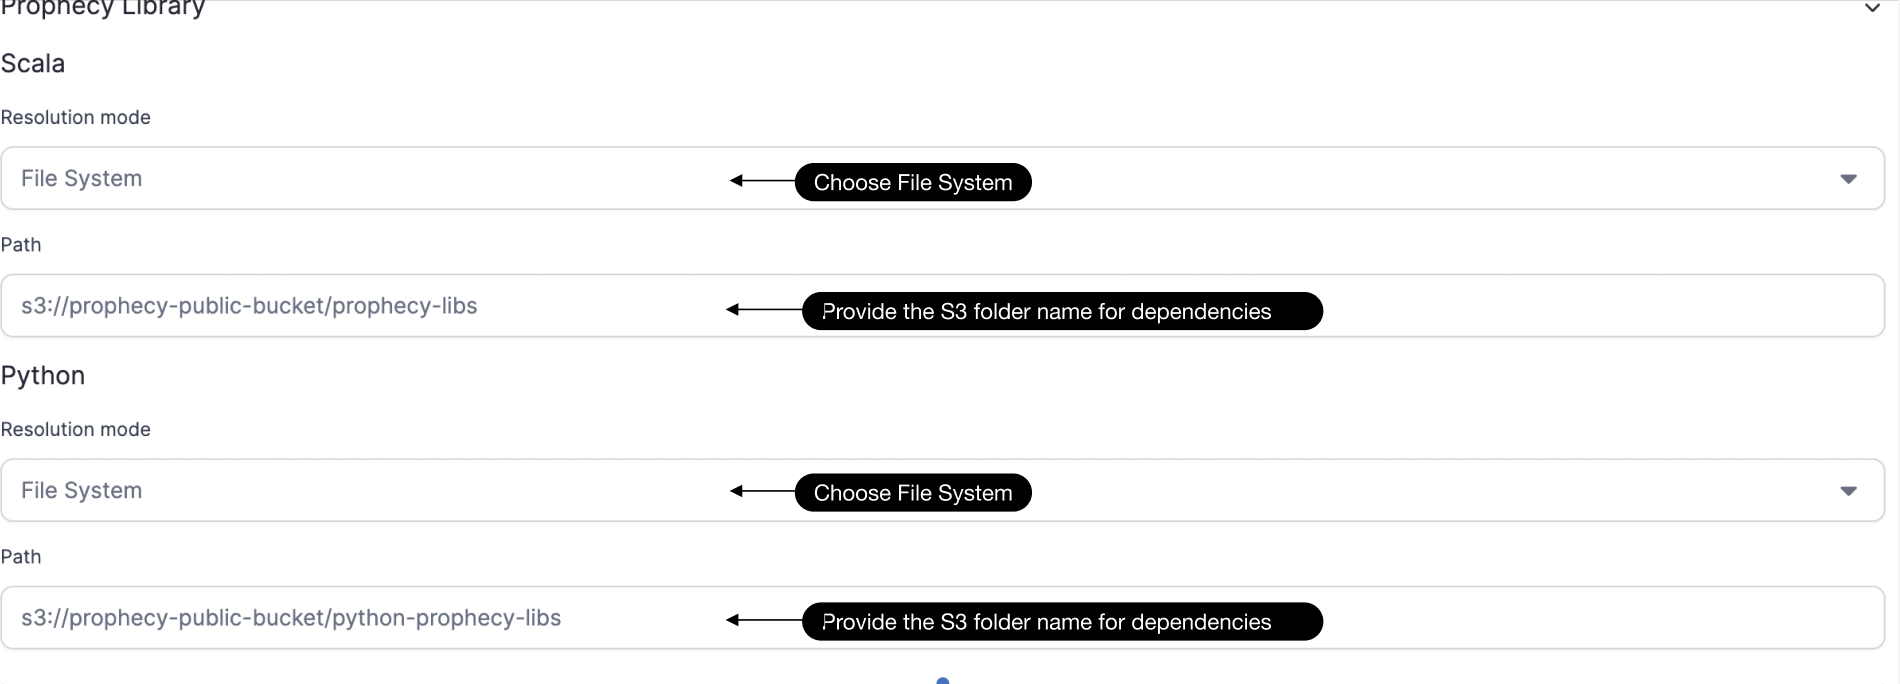 Prophecy Library
Scala
Resolution mode
File System
Choose File System
Path
s3://prophecy-public-bucket/prophecy-libs
Provide the S3 folder name for dependencies
Python
Resolution mode
File System
Choose File System
Path
s3://prophecy-public-bucket/python-prophecy-libs
Provide the S3 folder name for dependencies